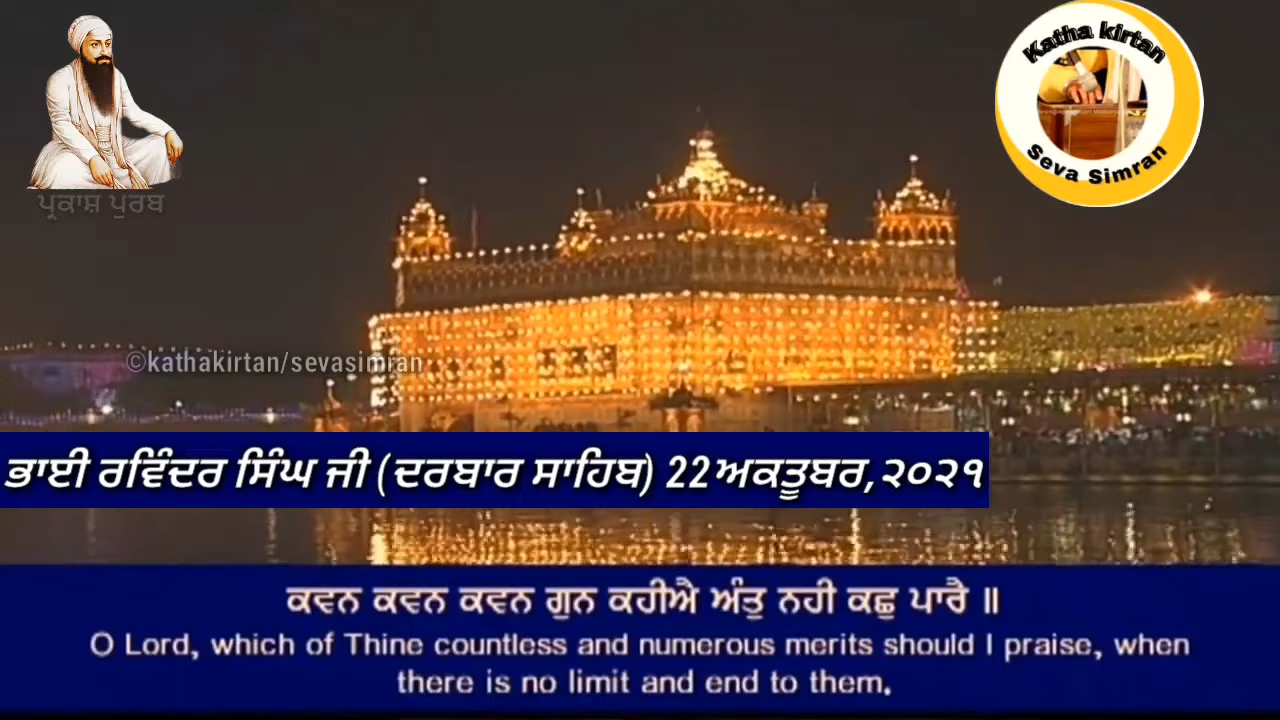 Katha kirtan
Seva Simran
ਪ੍ਰਕਾਸ਼ ਪੁਰਬ
©kathakirtan/sevasimran
ਭਾਈ ਰਵਿੰਦਰ ਸਿੰਘ ਜੀ (ਦਰਬਾਰ ਸਾਹਿਬ) 22ਅਕਤੂਬਰ,੨੦੨੧
ਕਵਨ ਕਵਨ ਕਵਨ ਗੁਨ ਕਹੀਐ ਅੰਤੁ ਨਹੀ ਕਛੁ ਪਾਰੈ ॥
O Lord, which of Thine countless and numerous merits should I praise, when
there is no limit and end to them.